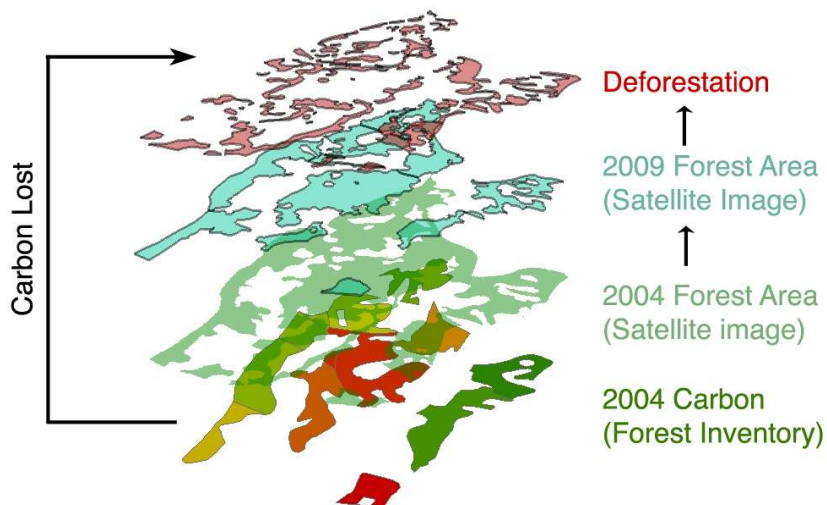 Carbon Lost
Deforestation
2009 Forest Area
(Satellite Image)
2004 Forest Area
(Satellite image)
2004 Carbon
(Forest Inventory)